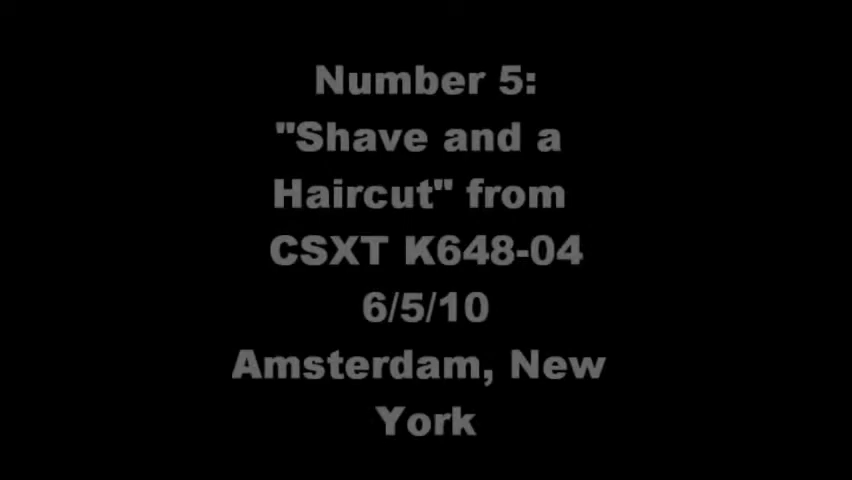 Number 5:
"Shave and a
Haircut" from
CSXT K648-04
6/5/10
Amsterdam, New
York